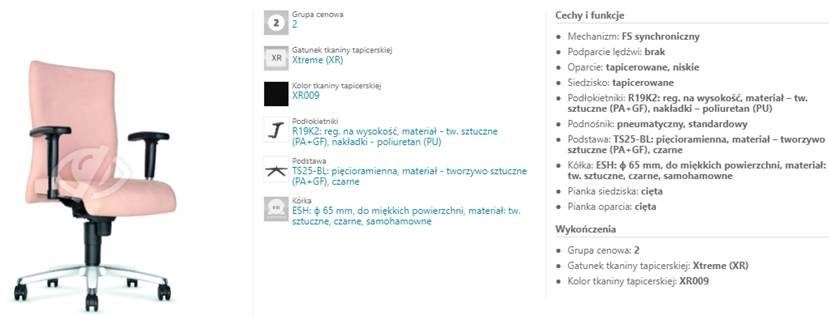 2
Grupa cenowa
2
XR
Gatunek tkaniny tapicerskiej
Xtreme (XR)
Kolor tkaniny tapicerskiej
XR009
Podłokietniki
R19K2: reg. na wysokość, materiał - tw. sztuczne
(PA+GF), nakładki - poliuretan (PU)
Podstawa
TS25-BL: pięcioramienna, materiał - tworzywo sztuczne
(PA+GF), czarne
Kółka
ESH: ϕ 65 mm, do miękkich powierzchni, materiał: tw.
sztuczne, czarne, samohamowne
Cechy i funkcje
Mechanizm: FS synchroniczny
Podparcie lędźwi: brak
Oparcie: tapicerowane, niskie
Siedzisko: tapicerowane
Podłokietniki: R19K2: reg. na wysokość, materiał – tw.
sztuczne (PA+GF), nakładki – poliuretan (PU)
Podnośnik: pneumatyczny, standardowy
Podstawa: TS25-BL: pięcioramienna, materiał – tworzywo
sztuczne (PA+GF), czarne
Kółka: ESH: ϕ 65 mm, do miękkich powierzchni, materiał:
tw. sztuczne, czarne, samohamowne
Pianka siedziska: cięta
Pianka oparcia: cięta
Wykończenia
Grupa cenowa: 2
Gatunek tkaniny tapicerskiej: Xtreme (XR)
Kolor tkaniny tapicerskiej: XR009